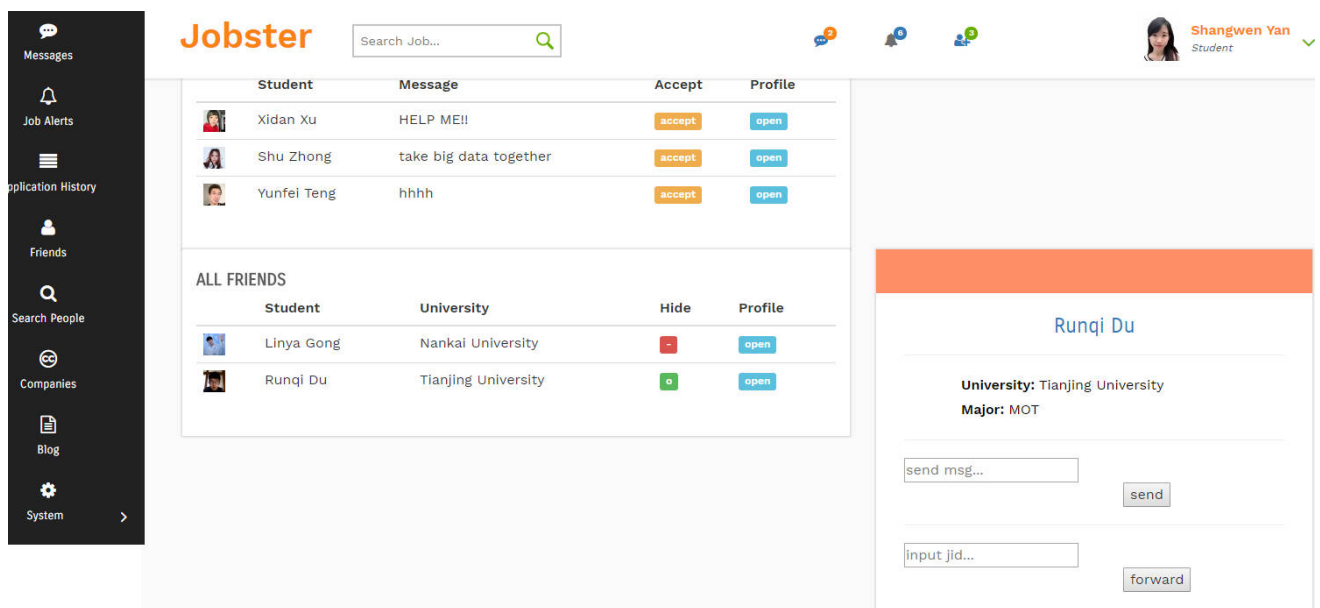 Messages
Job Alerts
pplication History
Friends
Search People
Companies
Blog
System
Jobster
Search Job...
2
6
3
Shangwen Yan
Student
Student Message Accept Profile
Xidan Xu HELP ME!! accept open
Shu Zhong take big data together accept open
Yunfei Teng hhhh accept open
ALL FRIENDS
Student University Hide Profile
Linya Gong Nankai University - open
Runqi Du Tianjing University o open
Runqi Du
University: Tianjing University
Major: MOT
send msg...
send
input jid...
forward